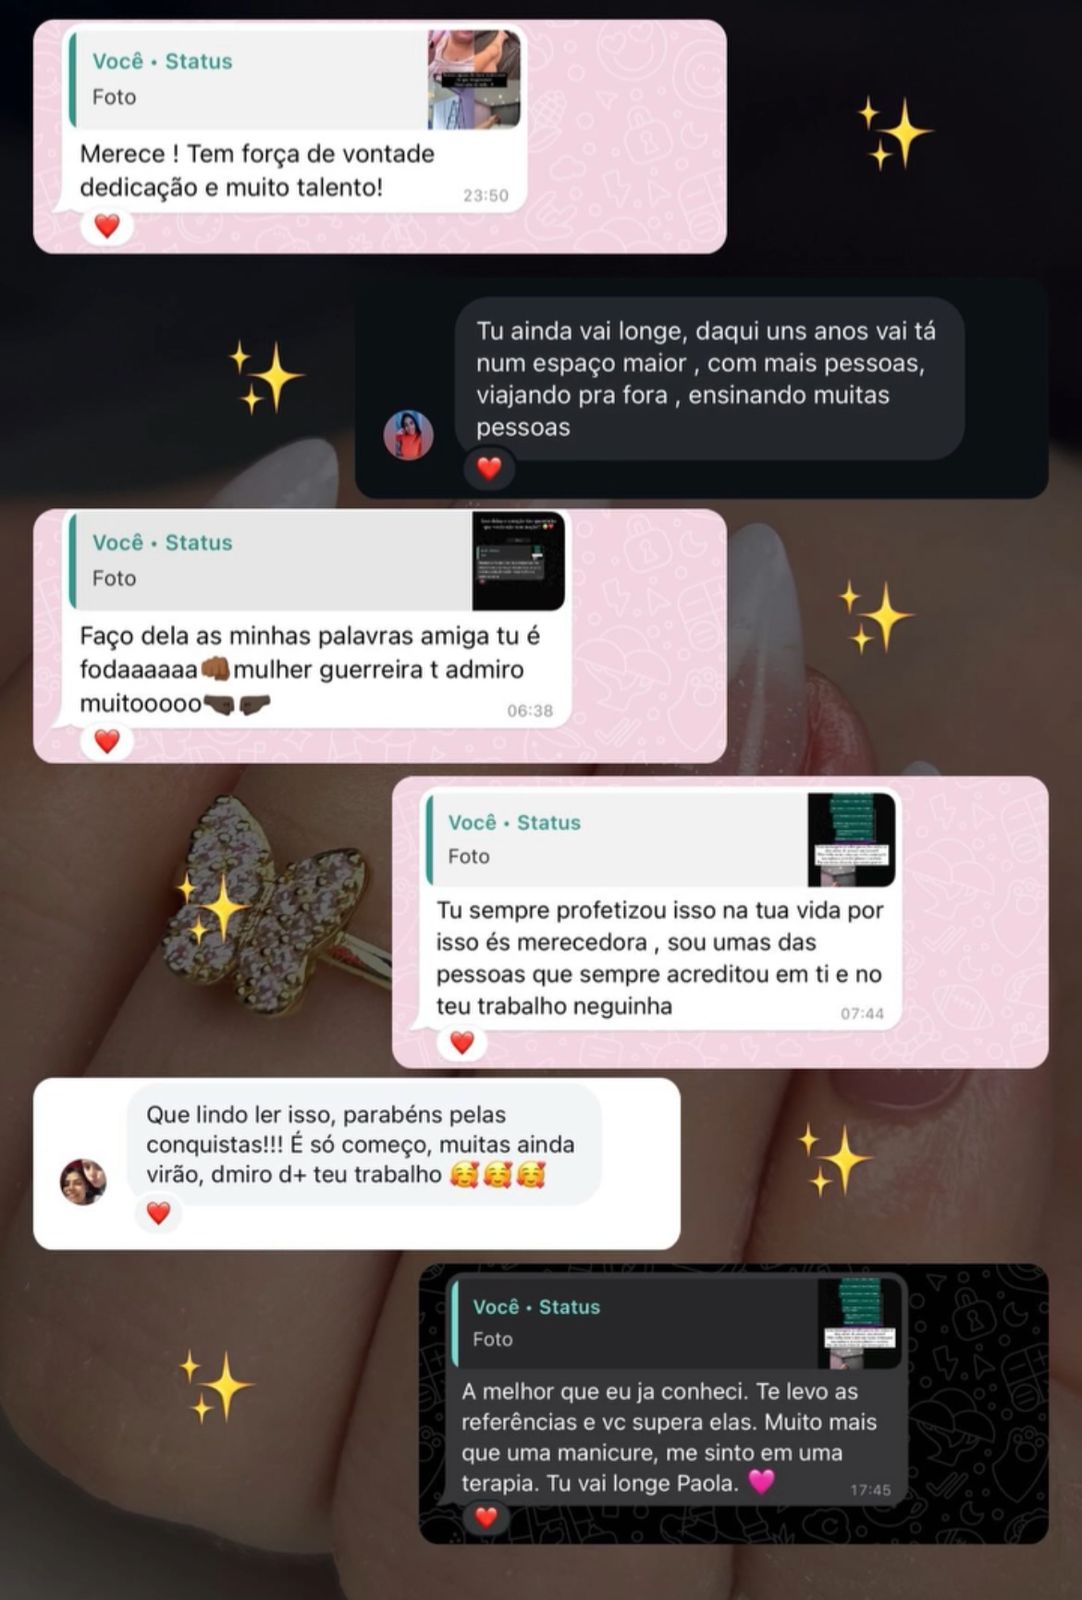 Você • Status
Foto
Merece ! Tem força de vontade
dedicação e muito talento!
23:50
Tu ainda vai longe, daqui uns anos vai tá
num espaço maior , com mais pessoas,
viajando pra fora , ensinando muitas
pessoas
Você • Status
Foto
Faço dela as minhas palavras amiga tu é
fodaaaaaa👊🏾mulher guerreira t admiro
muitooooo🤜🏿🤛🏿
06:38
Você • Status
Foto
Tu sempre profetizou isso na tua vida por
isso és merecedora , sou umas das
pessoas que sempre acreditou em ti e no
teu trabalho neguinha
07:44
Que lindo ler isso, parabéns pelas
conquistas!!! É só começo, muitas ainda
virão, dmiro d+ teu trabalho 🥰🥰🥰
Você • Status
Foto
A melhor que eu ja conheci. Te levo as
referências e vc supera elas. Muito mais
que uma manicure, me sinto em uma
terapia. Tu vai longe Paola. 💗
17:45